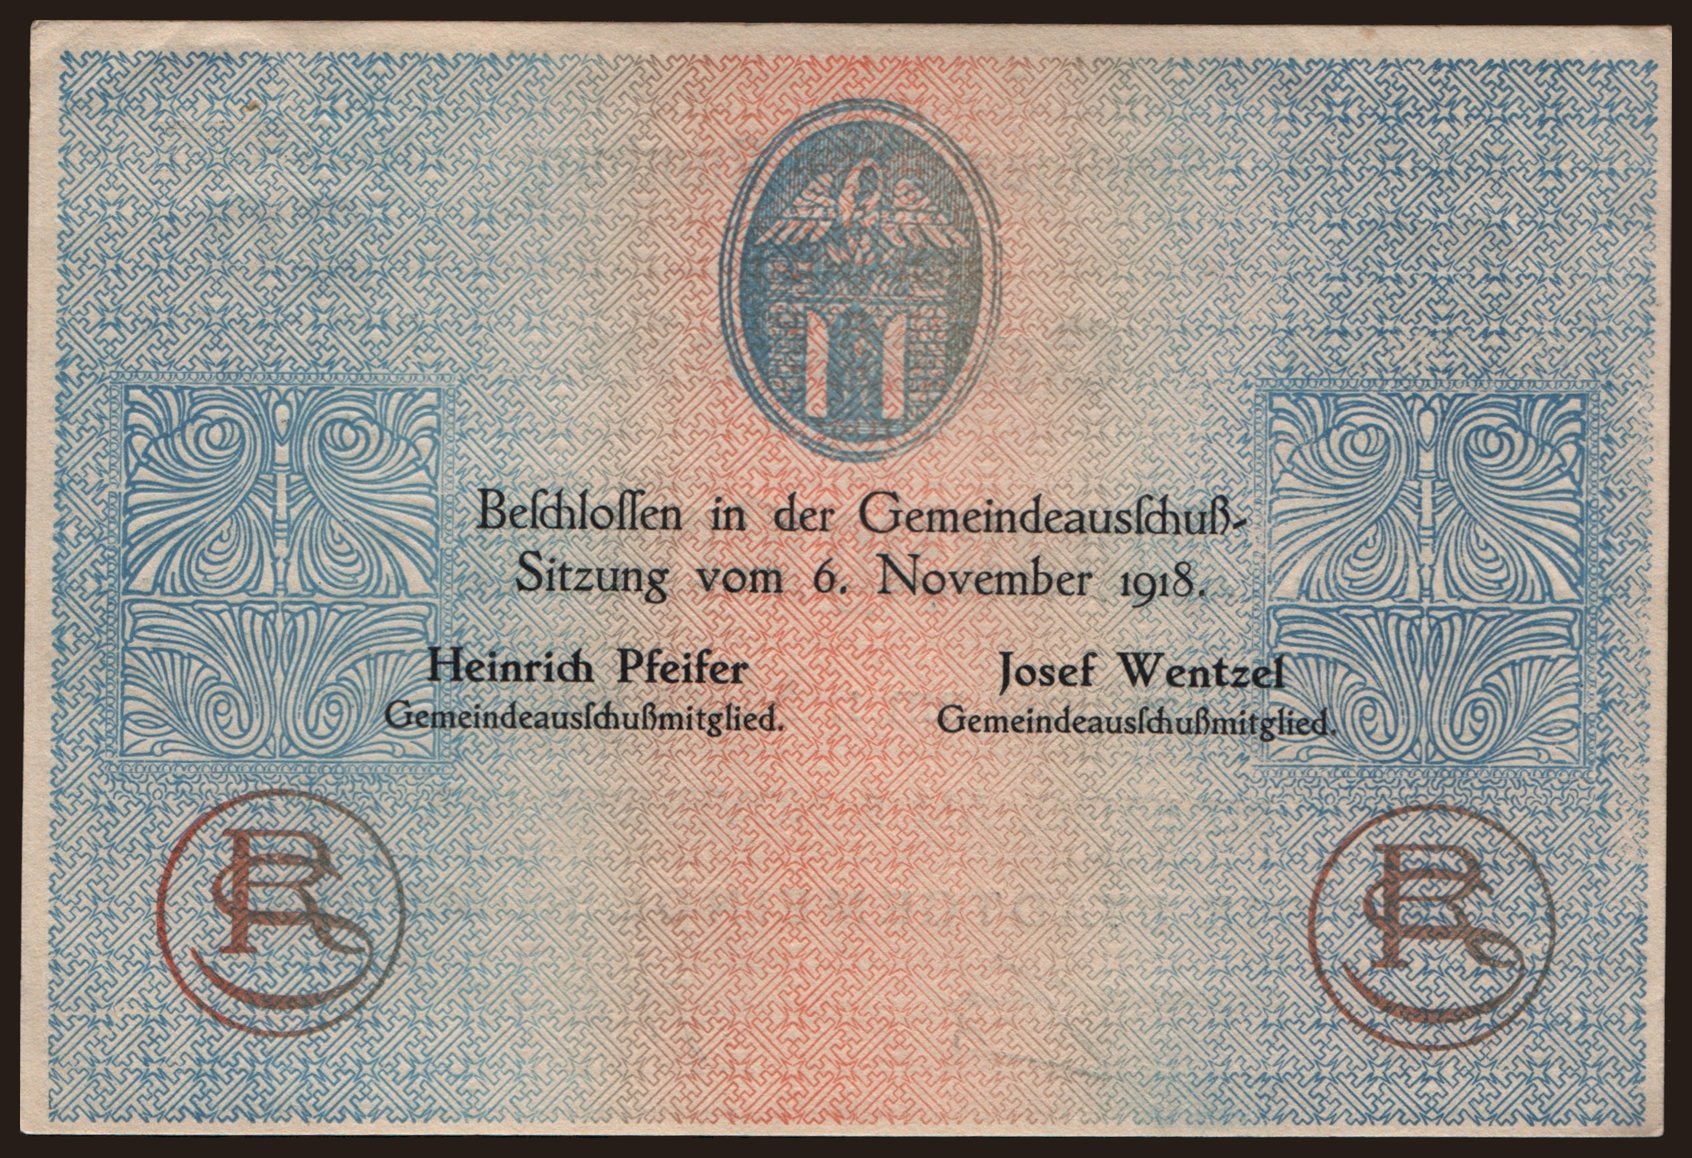 Beſchloſſen in der Gemeindeausſchuß-
Sitzung vom 6. November 1918.
Heinrich Pfeifer
Josef Wentzel
Gemeindeausſchußmitglied.
Gemeindeausſchußmitglied.